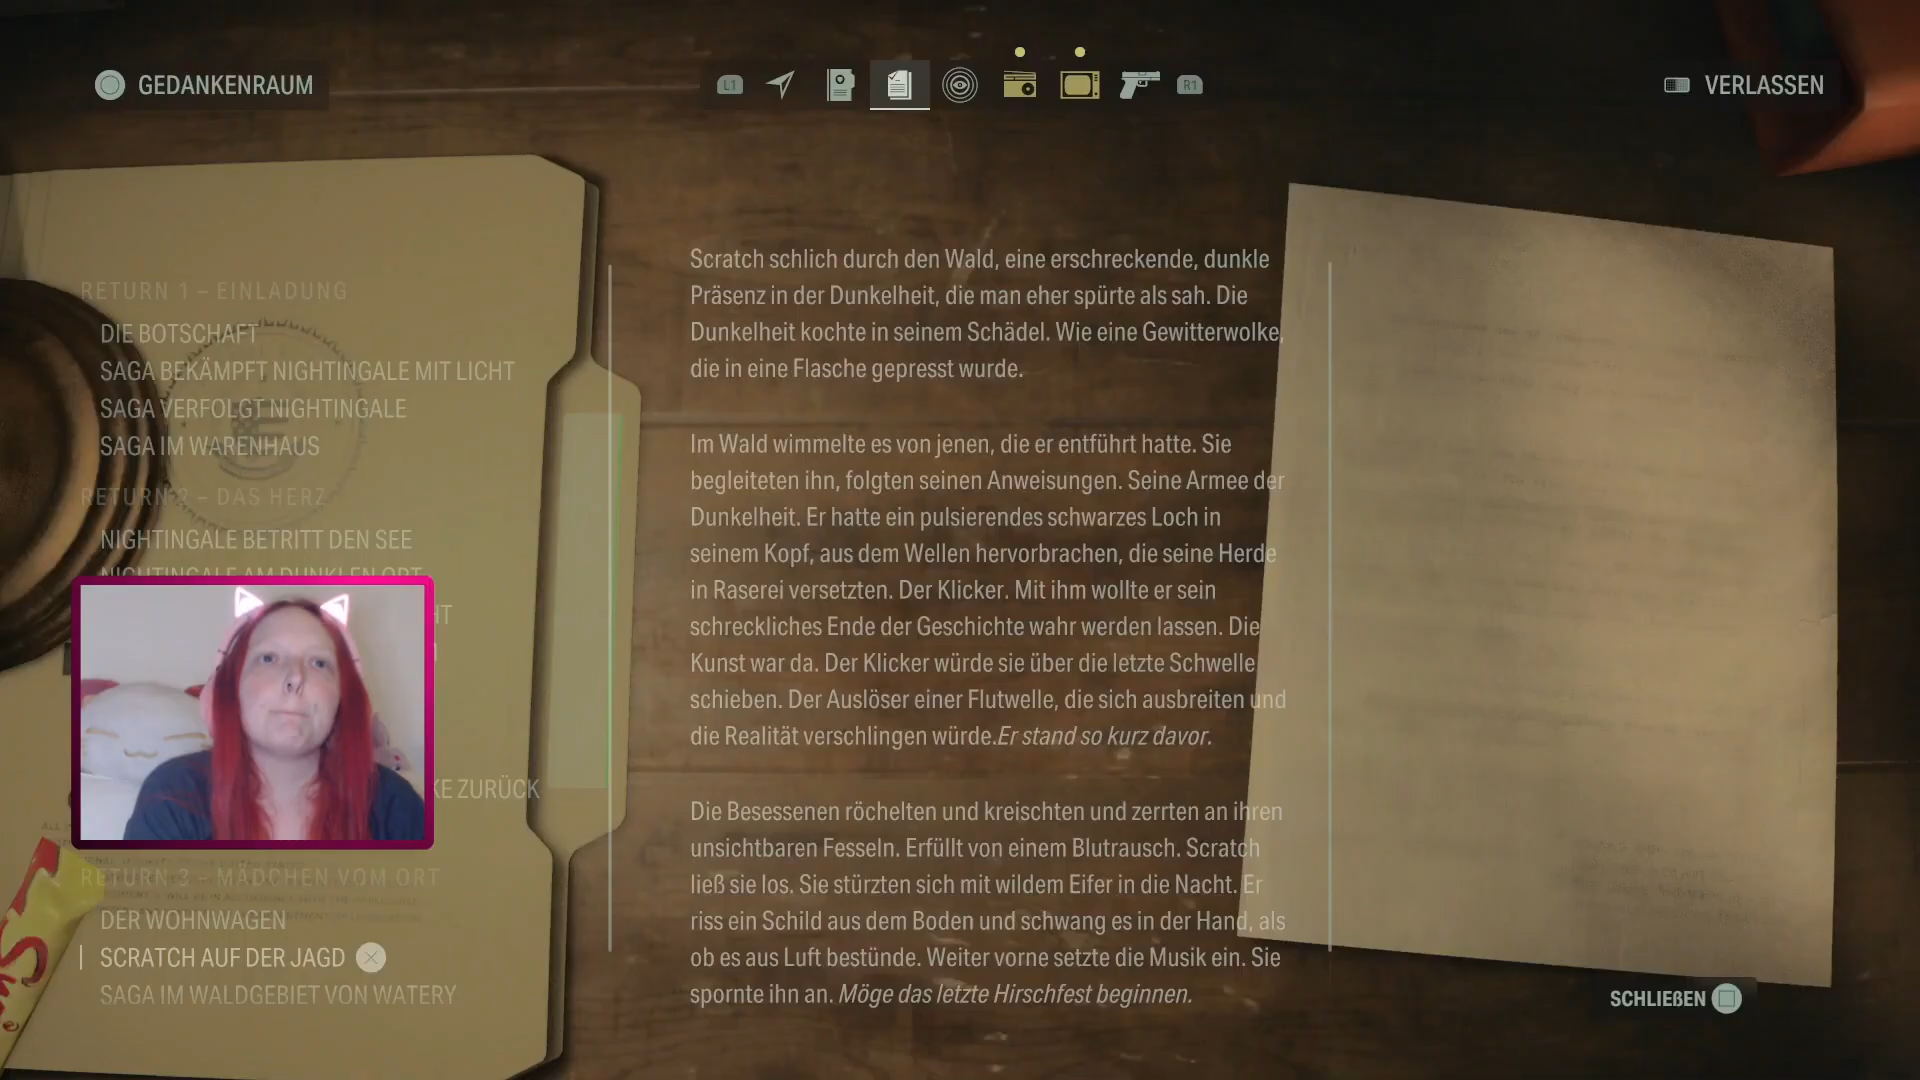 GEDANKENRAUM
L1
R1
VERLASSEN
RETURN 1 – EINLADUNG
DIE BOTSCHAFT
SAGA BEKÄMPFT NIGHTINGALE MIT LICHT
SAGA VERFOLGT NIGHTINGALE
SAGA IM WARENHAUS
RETURN 2 – DAS HERZ
NIGHTINGALE BETRITT DEN SEE
NIGHTINGALE AM DUNKLEN ORT
HT
KE ZURÜCK
RETURN 3 – MÄDCHEN VOM ORT
DER WOHNWAGEN
SCRATCH AUF DER JAGD
SAGA IM WALDGEBIET VON WATERY
Scratch schlich durch den Wald, eine erschreckende, dunkle
Präsenz in der Dunkelheit, die man eher spürte als sah. Die
Dunkelheit kochte in seinem Schädel. Wie eine Gewitterwolke,
die in eine Flasche gepresst wurde.
Im Wald wimmelte es von jenen, die er entführt hatte. Sie
begleiteten ihn, folgten seinen Anweisungen. Seine Armee der
Dunkelheit. Er hatte ein pulsierendes schwarzes Loch in
seinem Kopf, aus dem Wellen hervorbrachen, die seine Herde
in Raserei versetzten. Der Klicker. Mit ihm wollte er sein
schreckliches Ende der Geschichte wahr werden lassen. Die
Kunst war da. Der Klicker würde sie über die letzte Schwelle
schieben. Der Auslöser einer Flutwelle, die sich ausbreiten und
die Realität verschlingen würde.Er stand so kurz davor.
Die Besessenen röchelten und kreischten und zerrten an ihren
unsichtbaren Fesseln. Erfüllt von einem Blutrausch. Scratch
ließ sie los. Sie stürzten sich mit wildem Eifer in die Nacht. Er
riss ein Schild aus dem Boden und schwang es in der Hand, als
ob es aus Luft bestünde. Weiter vorne setzte die Musik ein. Sie
spornte ihn an. Möge das letzte Hirschfest beginnen.
SCHLIEẞEN